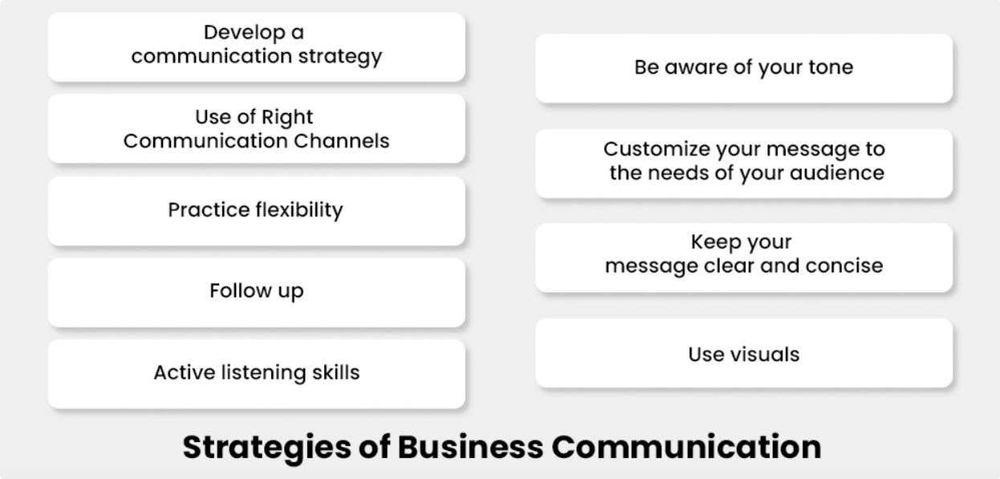 Develop a
communication strategy
Use of Right
Communication Channels
Practice flexibility
Follow up
Active listening skills
Be aware of your tone
Customize your message to
the needs of your audience
Keep your
message clear and concise
Use visuals
Strategies of Business Communication